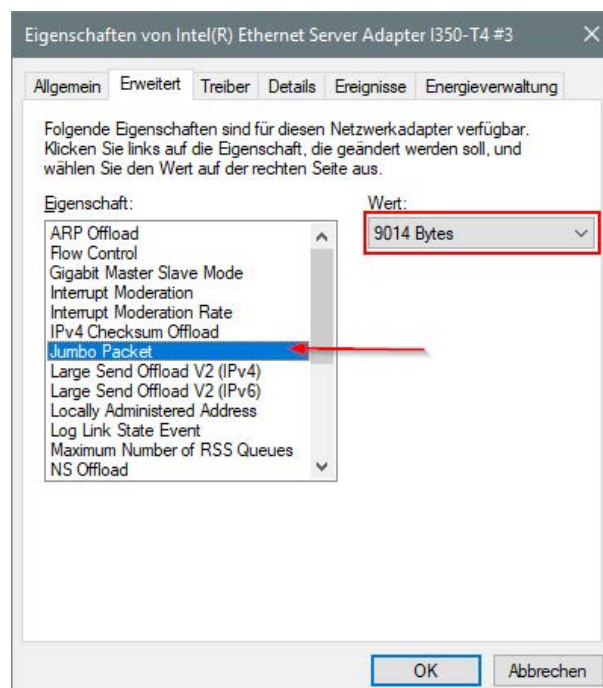 Eigenschaften von Intel(R) Ethernet Server Adapter I350-T4 #3
Allgemein Erweitert Treiber Details Ereignisse Energieverwaltung
Folgende Eigenschaften sind für diesen Netzwerkadapter verfügbar.
Klicken Sie links auf die Eigenschaft, die geändert werden soll, und
wählen Sie den Wert auf der rechten Seite aus.
Eigenschaft:
Wert:
ARP Offload
Flow Control
Gigabit Master Slave Mode
Interrupt Moderation
Interrupt Moderation Rate
IPv4 Checksum Offload
Jumbo Packet
Large Send Offload V2 (IPv4)
Large Send Offload V2 (IPv6)
Locally Administered Address
Log Link State Event
Maximum Number of RSS Queues
NS Offload
9014 Bytes
OK
Abbrechen